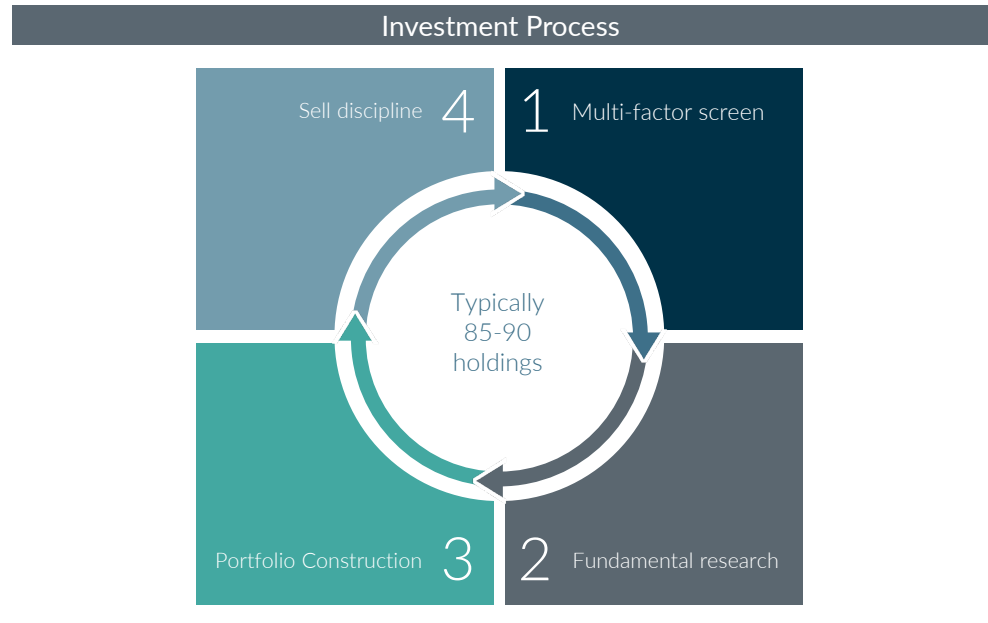 Investment Process
Sell discipline 4
1 Multi-factor screen
Typically
85-90
holdings
Portfolio Construction 3
2 Fundamental research